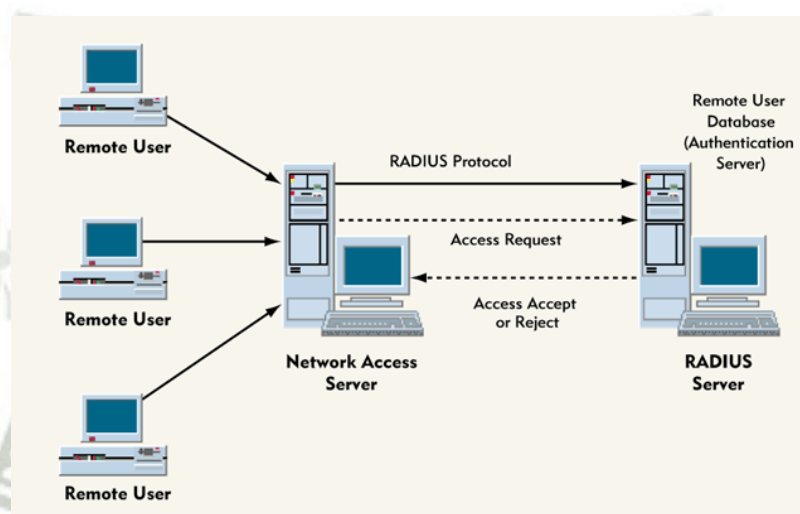 Remote User
Remote User
Remote User
RADIUS Protocol
Access Request
Access Accept
or Reject
Network Access
Server
Remote User
Database
(Authentication
Server)
RADIUS
Server